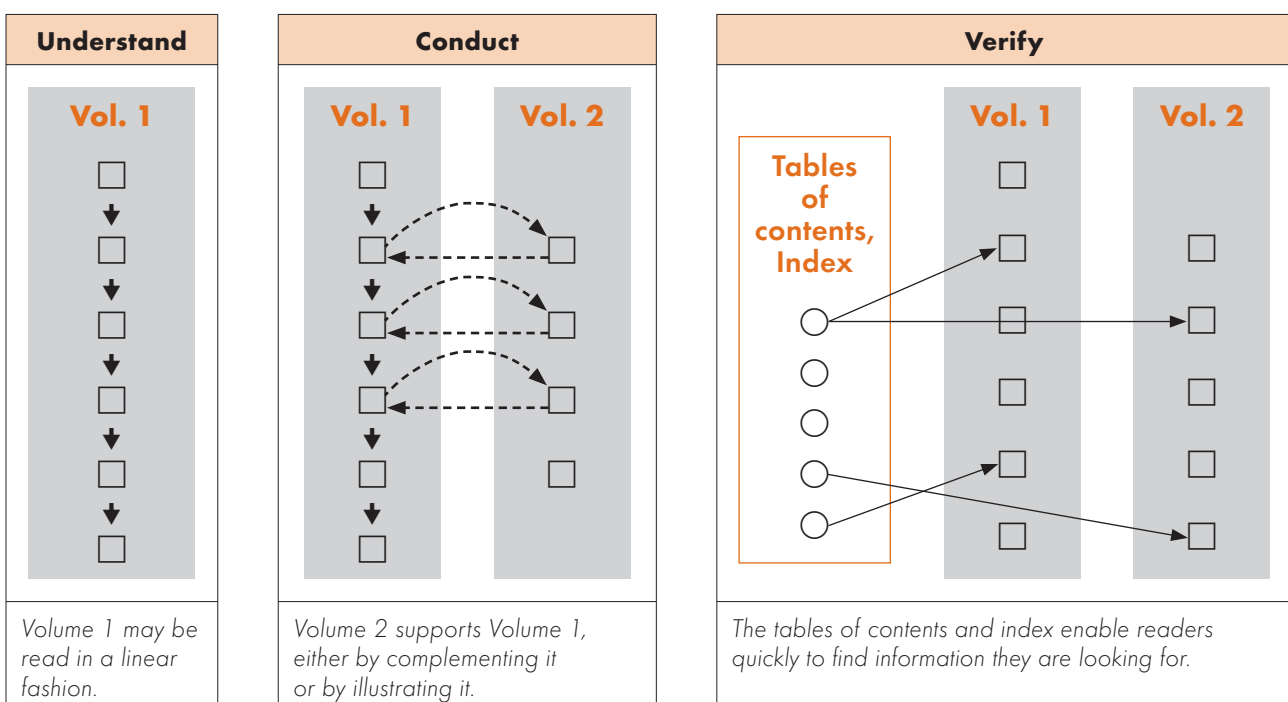 Understand
Vol. 1
Volume 1 may be
read in a linear
fashion.
Conduct
Vol. 1
Vol. 2
Volume 2 supports Volume 1,
either by complementing it
or by illustrating it.
Verify
Tables
of
contents,
Index
Vol. 1
Vol. 2
The tables of contents and index enable readers
quickly to find information they are looking for.